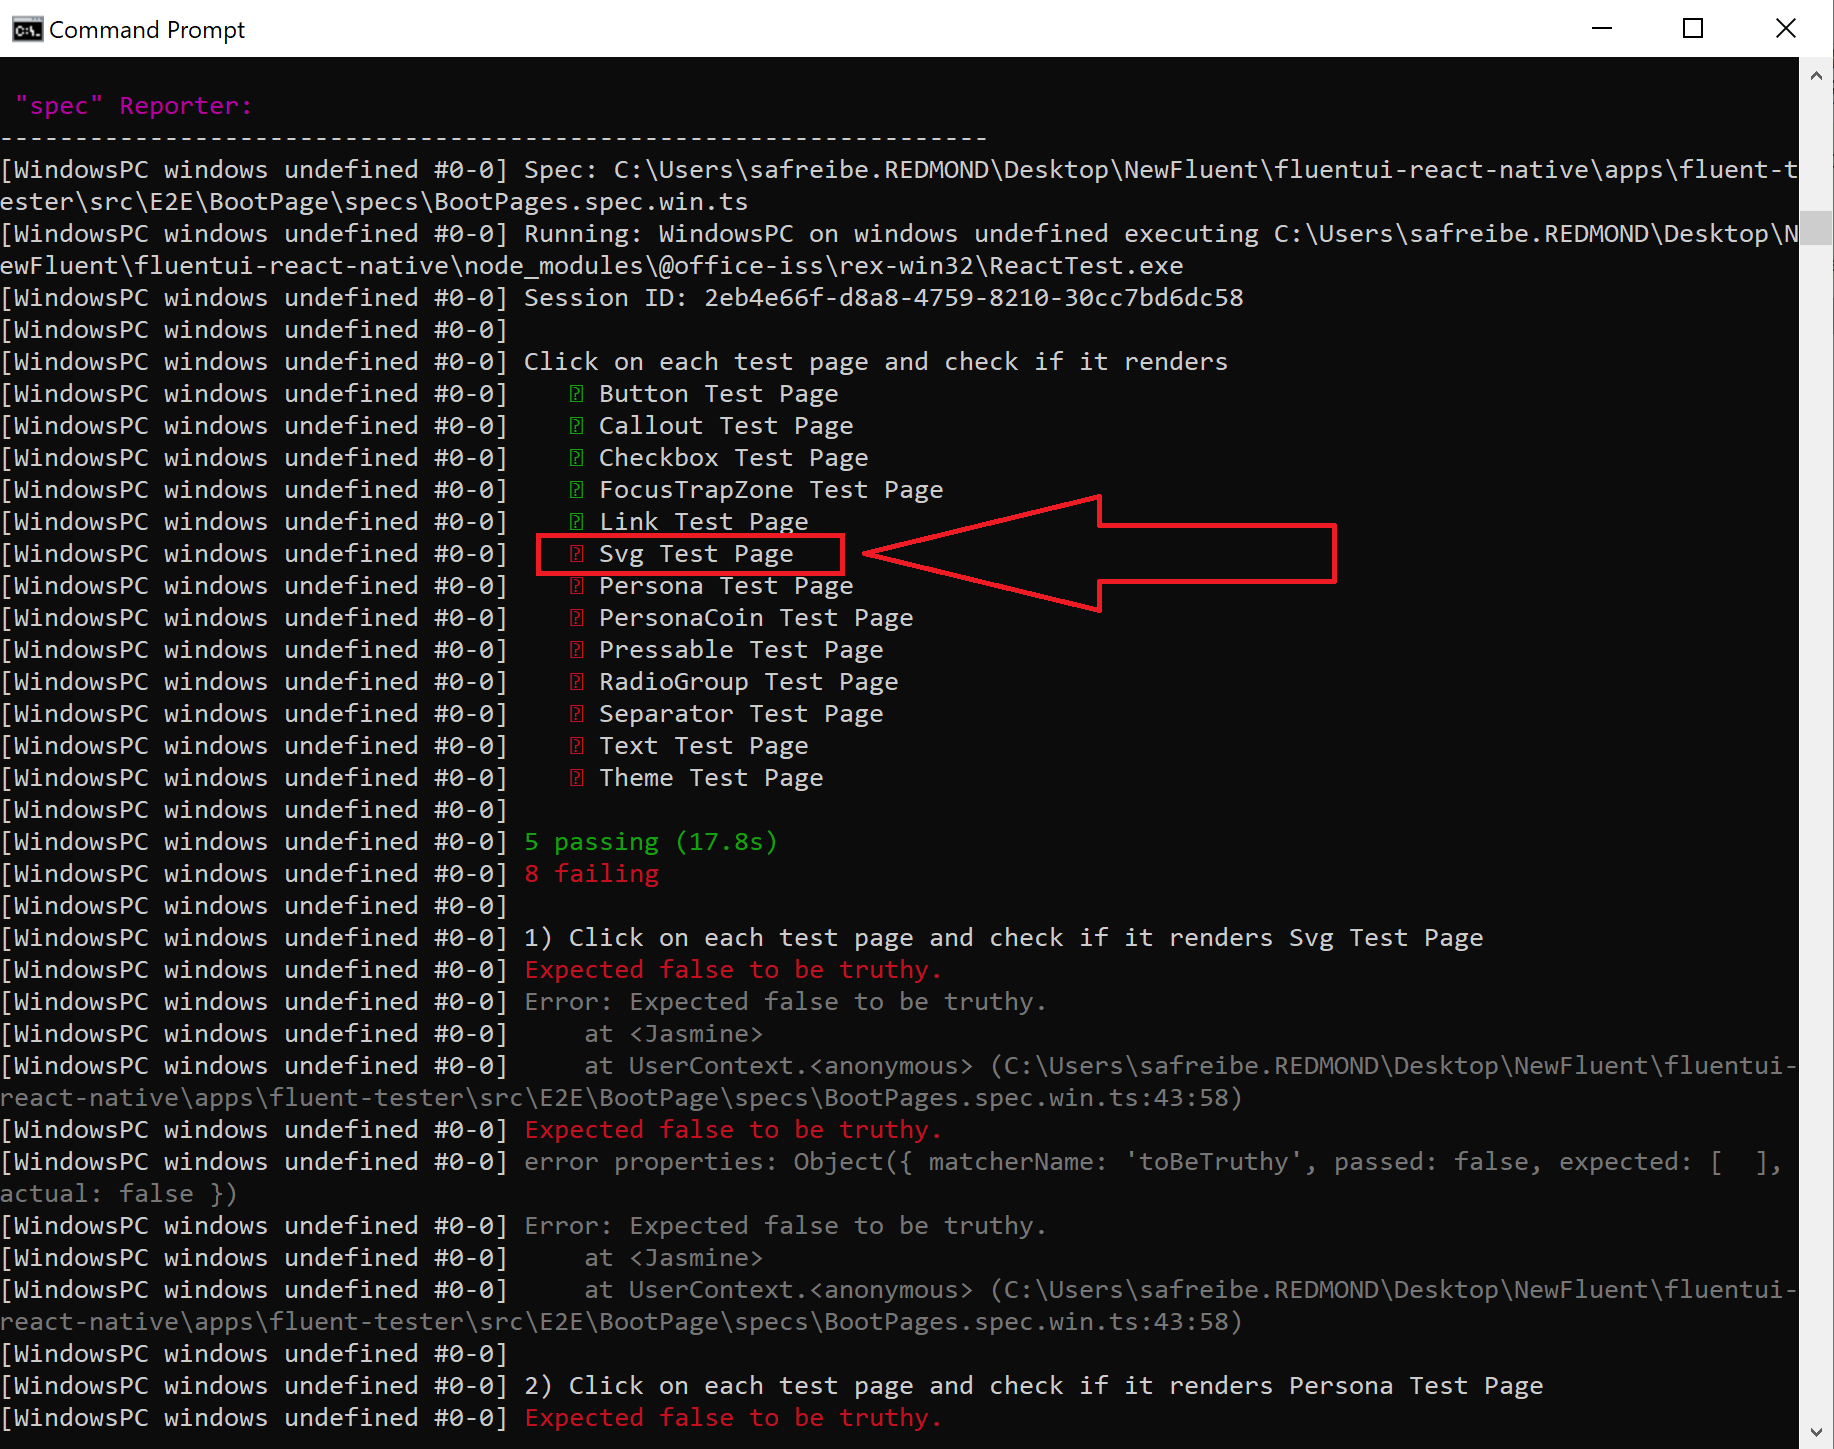 Command Prompt
"spec" Reporter:
------------------------------------------------------------------
[WindowsPC windows undefined #0-0] Spec: C:\Users\safreibe.REDMOND\Desktop\NewFluent\fluentui-react-native\apps\fluent-t
ester\src\E2E\BootPage\specs\BootPages.spec.win.ts
[WindowsPC windows undefined #0-0] Running: WindowsPC on windows undefined executing C:\Users\safreibe.REDMOND\Desktop\N
ewFluent\fluentui-react-native\node_modules\@office-iss\rex-win32\ReactTest.exe
[WindowsPC windows undefined #0-0] Session ID: 2eb4e66f-d8a8-4759-8210-30cc7bd6dc58
[WindowsPC windows undefined #0-0]
[WindowsPC windows undefined #0-0] Click on each test page and check if it renders
[WindowsPC windows undefined #0-0]    � Button Test Page
[WindowsPC windows undefined #0-0]    � Callout Test Page
[WindowsPC windows undefined #0-0]    � Checkbox Test Page
[WindowsPC windows undefined #0-0]    � FocusTrapZone Test Page
[WindowsPC windows undefined #0-0]    � Link Test Page
[WindowsPC windows undefined #0-0]    � Svg Test Page
[WindowsPC windows undefined #0-0]    � Persona Test Page
[WindowsPC windows undefined #0-0]    � PersonaCoin Test Page
[WindowsPC windows undefined #0-0]    � Pressable Test Page
[WindowsPC windows undefined #0-0]    � RadioGroup Test Page
[WindowsPC windows undefined #0-0]    � Separator Test Page
[WindowsPC windows undefined #0-0]    � Text Test Page
[WindowsPC windows undefined #0-0]    � Theme Test Page
[WindowsPC windows undefined #0-0]
[WindowsPC windows undefined #0-0] 5 passing (17.8s)
[WindowsPC windows undefined #0-0] 8 failing
[WindowsPC windows undefined #0-0]
[WindowsPC windows undefined #0-0] 1) Click on each test page and check if it renders Svg Test Page
[WindowsPC windows undefined #0-0] Expected false to be truthy.
[WindowsPC windows undefined #0-0] Error: Expected false to be truthy.
[WindowsPC windows undefined #0-0]     at <Jasmine>
[WindowsPC windows undefined #0-0]     at UserContext.<anonymous> (C:\Users\safreibe.REDMOND\Desktop\NewFluent\fluentui-
react-native\apps\fluent-tester\src\E2E\BootPage\specs\BootPages.spec.win.ts:43:58)
[WindowsPC windows undefined #0-0] Expected false to be truthy.
[WindowsPC windows undefined #0-0] error properties: Object({ matcherName: 'toBeTruthy', passed: false, expected: [  ],
actual: false })
[WindowsPC windows undefined #0-0] Error: Expected false to be truthy.
[WindowsPC windows undefined #0-0]     at <Jasmine>
[WindowsPC windows undefined #0-0]     at UserContext.<anonymous> (C:\Users\safreibe.REDMOND\Desktop\NewFluent\fluentui-
react-native\apps\fluent-tester\src\E2E\BootPage\specs\BootPages.spec.win.ts:43:58)
[WindowsPC windows undefined #0-0]
[WindowsPC windows undefined #0-0] 2) Click on each test page and check if it renders Persona Test Page
[WindowsPC windows undefined #0-0] Expected false to be truthy.